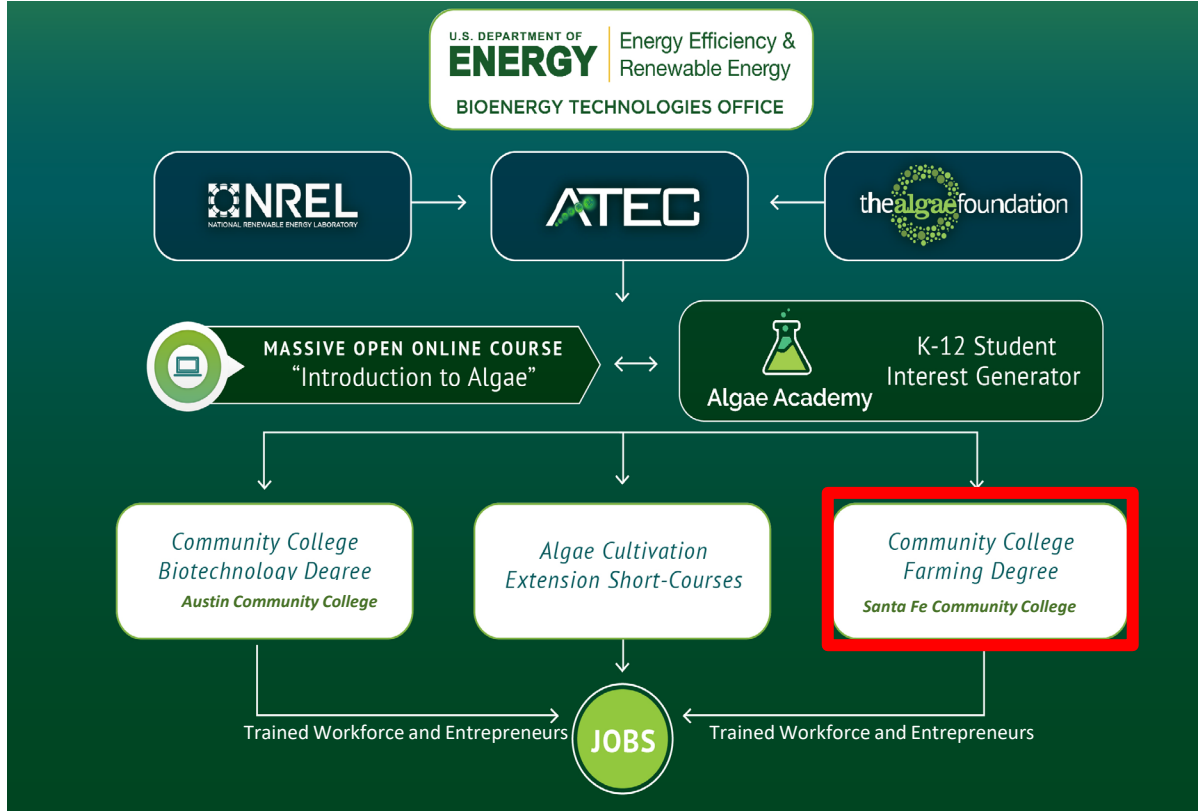 U.S. DEPARTMENT OF
ENERGY
Energy Efficiency &
Renewable Energy
BIOENERGY TECHNOLOGIES OFFICE
NREL
NATIONAL RENEWABLE ENERGY LABORATORY
ATEC
thealgaefoundation
MASSIVE OPEN ONLINE COURSE
“Introduction to Algae”
Algae Academy
K-12 Student
Interest Generator
Community College
Biotechnology Degree
Austin Community College
Algae Cultivation
Extension Short-Courses
Community College
Farming Degree
Santa Fe Community College
Trained Workforce and Entrepreneurs
JOBS
Trained Workforce and Entrepreneurs